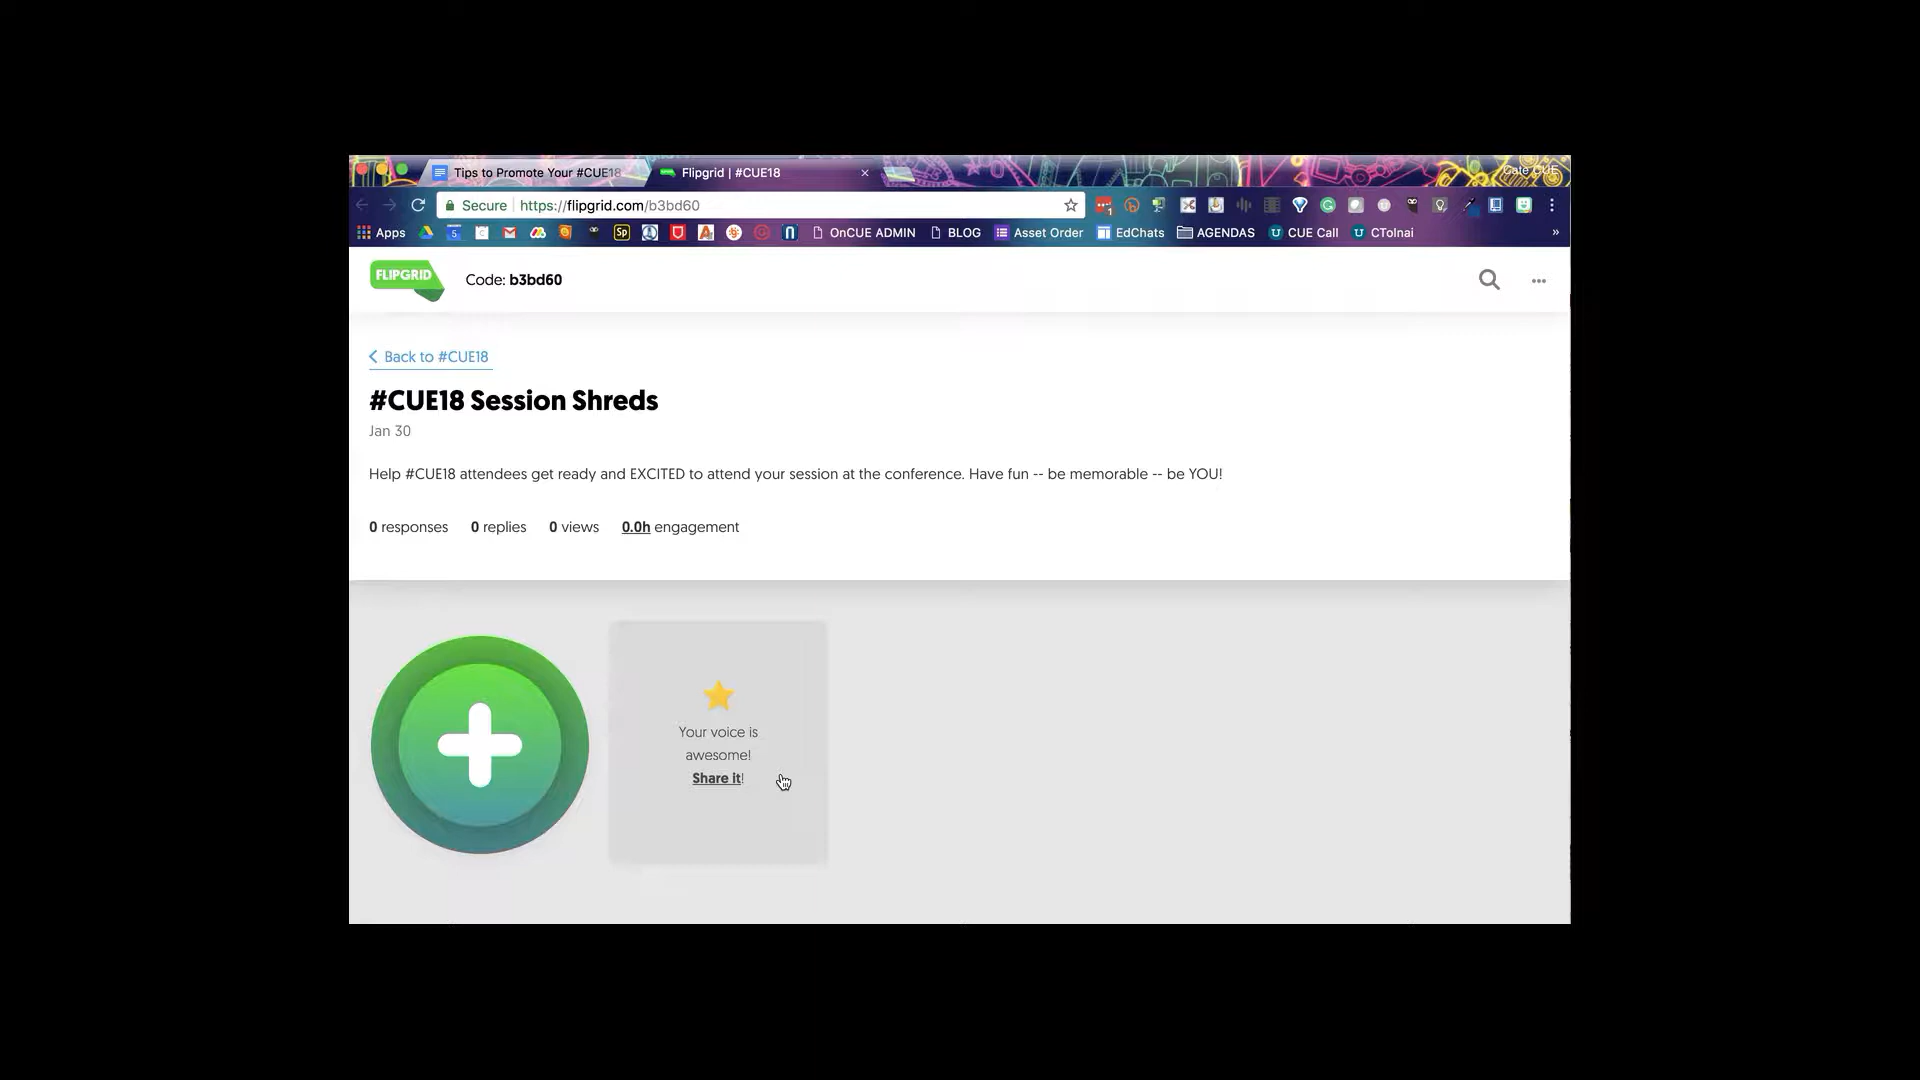 Tips to Promote Your #CUE18
Flipgrid | #CUE18
Cate CUE
Secure
https://flipgrid.com/b3bd60
Apps
Sp
OnCUE ADMIN
BLOG
Asset Order
EdChats
AGENDAS
CUE Call
CTolnai
»
FLIPGRID
Code: b3bd60
Back to #CUE18
#CUE18 Session Shreds
Jan 30
Help #CUE18 attendees get ready and EXCITED to attend your session at the conference. Have fun -- be memorable -- be YOU!
0 responses 0 replies 0 views 0.0h engagement
Your voice is
awesome!
Share it!